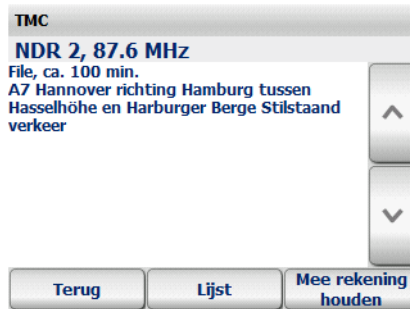 TMC
NDR 2, 87.6 MHz
File, ca. 100 min.
A7 Hannover richting Hamburg tussen
Hasselhöhe en Harburger Berge Stilstaand
verkeer
Terug
Lijst
Mee rekening
houden